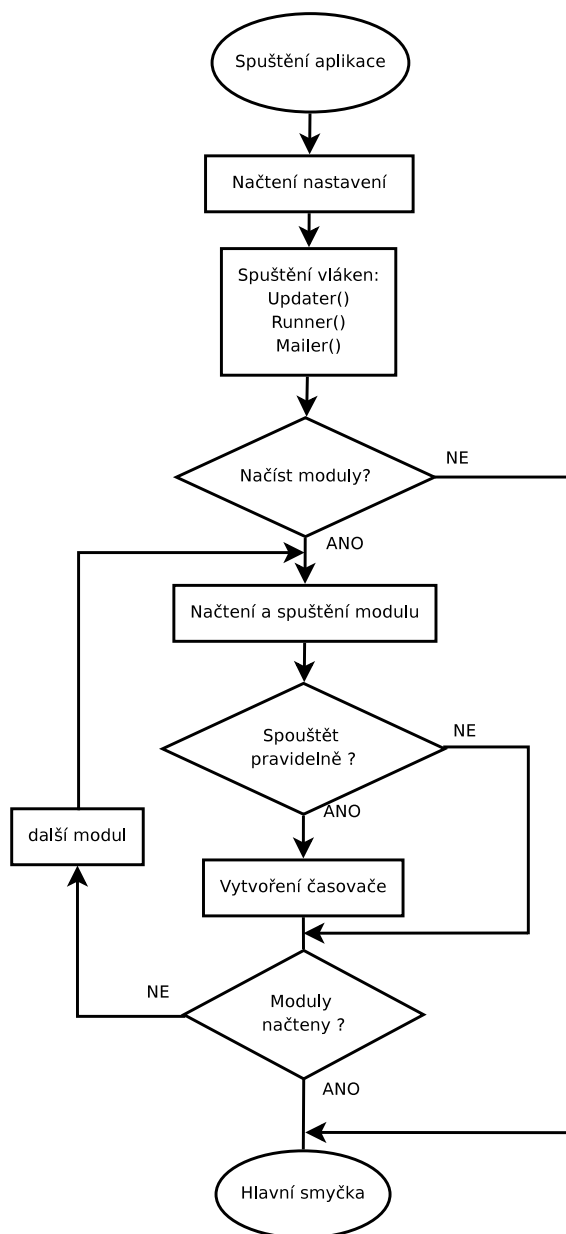 Spuštění aplikace
Načtení nastavení
Spuštění vláken:
Updater()
Runner()
Mailer()
Načíst moduly?
NE
ANO
Načtení a spuštění modulu
Spouštět
pravidelně ?
NE
ANO
další modul
Vytvoření časovače
NE
Moduly
načteny ?
ANO
Hlavní smyčka